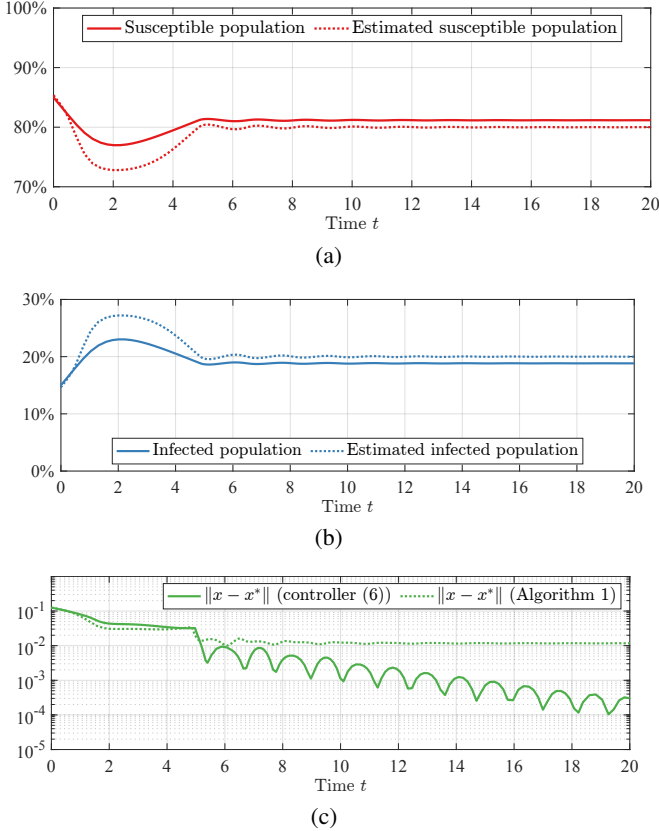 100%
Susceptible population Estimated susceptible population
90%
80%
70%
0 2 4 6 8 10 12 14 16 18 20
Time t
(a)
30%
20%
10%
Infected population Estimated infected population
0%
0 2 4 6 8 10 12 14 16 18 20
Time t
(b)
‖x − x*‖ (controller (6)) ‖x − x*‖ (Algorithm 1)
10⁻¹
10⁻²
10⁻³
10⁻⁴
10⁻⁵
0 2 4 6 8 10 12 14 16 18 20
Time t
(c)